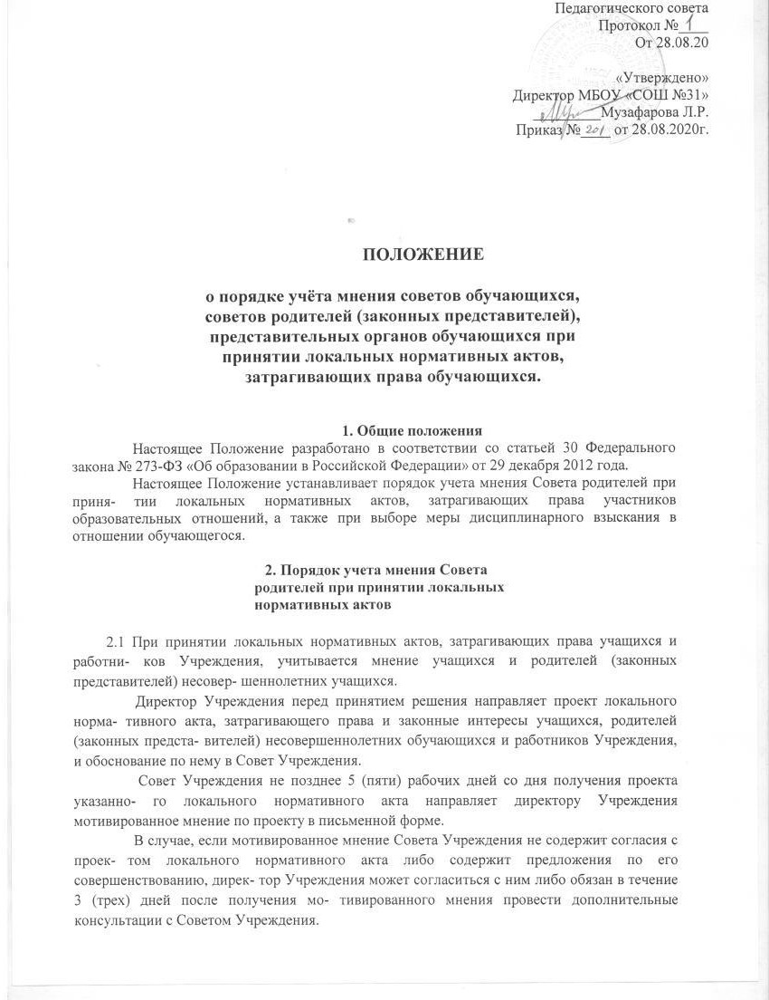 Педагогического совета
Протокол № 1
От 28.08.20
«Утверждено»
Директор МБОУ «СОШ №31»
__________Музафарова Л.Р.
Приказ № 201 от 28.08.2020г.
ПОЛОЖЕНИЕ
о порядке учёта мнения советов обучающихся,
советов родителей (законных представителей),
представительных органов обучающихся при
принятии локальных нормативных актов,
затрагивающих права обучающихся.
1. Общие положения
Настоящее Положение разработано в соответствии со статьей 30 Федерального
закона № 273-ФЗ «Об образовании в Российской Федерации» от 29 декабря 2012 года.
Настоящее Положение устанавливает порядок учета мнения Совета родителей при
приня- тии локальных нормативных актов, затрагивающих права участников
образовательных отношений, а также при выборе меры дисциплинарного взыскания в
отношении обучающегося.
2. Порядок учета мнения Совета
родителей при принятии локальных
нормативных актов
2.1 При принятии локальных нормативных актов, затрагивающих права учащихся и
работни- ков Учреждения, учитывается мнение учащихся и родителей (законных
представителей) несовер- шеннолетних учащихся.
Директор Учреждения перед принятием решения направляет проект локального
норма- тивного акта, затрагивающего права и законные интересы учащихся, родителей
(законных предста- вителей) несовершеннолетних обучающихся и работников Учреждения,
и обоснование по нему в Совет Учреждения.
Совет Учреждения не позднее 5 (пяти) рабочих дней со дня получения проекта
указанно- го локального нормативного акта направляет директору Учреждения
мотивированное мнение по проекту в письменной форме.
В случае, если мотивированное мнение Совета Учреждения не содержит согласия с
проек- том локального нормативного акта либо содержит предложения по его
совершенствованию, дирек- тор Учреждения может согласиться с ним либо обязан в течение
3 (трех) дней после получения мо- тивированного мнения провести дополнительные
консультации с Советом Учреждения.